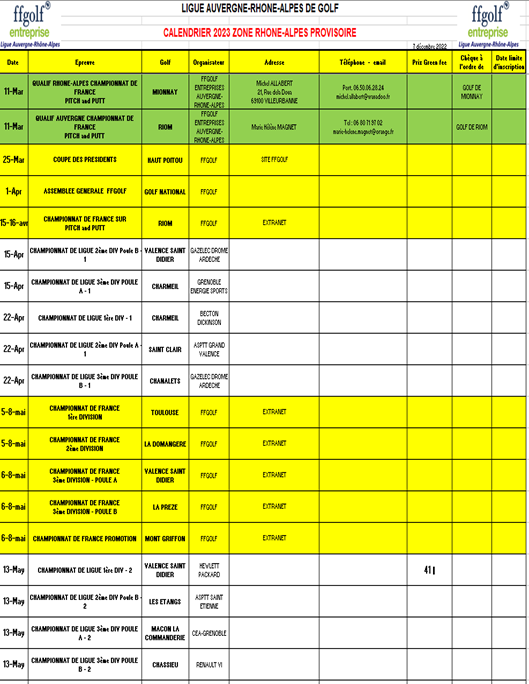 LIGUE AUVERGNE-RHONE-ALPES DE GOLF
ffgolf
entreprise
Ligue Auvergne-Rhône-Alpes
ffgolf
entreprise
Ligue Auvergne-Rhône-Alpes
CALENDRIER 2023 ZONE RHONE-ALPES PROVISOIRE
7 décembre 2022
Date Epreuve Golf Organisateur Adresse Téléphone - email Prix Green fee Chèque à l'ordre de Date limite d'inscription
11-Mar
QUALIF RHONE-ALPES CHAMPIONNAT DE
FRANCE
PITCH and PUTT
MIONNAY
FFGOLF
ENTREPRISES
AUVERGNE-
RHONE-ALPES
Michel ALLABERT
21, Rue
69100 VILLEURBANNE
Port. 06.50.06.28.24
michel.allabert@wanadoo.fr
GOLF DE
MIONNAY
11-Mar
QUALIF AUVERGNE CHAMPIONNAT DE
FRANCE
PITCH and PUTT
RIOM
FFGOLF
ENTREPRISES
AUVERGNE-
RHONE-ALPES
Marie Hélène MAGNET
Tel : 06 80 71 97 02
marie-helene.magnet@orange.fr
GOLF DE RIOM
25-Mar COUPE DES PRESIDENTS HAUT POITOU FFGOLF SITE FFGOLF
1-Apr ASSEMBLEE GENERALE FFGOLF GOLF NATIONAL FFGOLF
15-16-avr
CHAMPIONNAT DE FRANCE SUR
PITCH and PUTT
RIOM FFGOLF EXTRANET
15-Apr
CHAMPIONNAT DE LIGUE 2ème DIV Poule B -
1
VALENCE SAINT
DIDIER
GAZELEC DROME
ARDECHE
15-Apr
CHAMPIONNAT DE LIGUE 3ème DIV POULE
A - 1
CHARMEIL
GRENOBLE
ENERGIE SPORTS
22-Apr CHAMPIONNAT DE LIGUE 1ère DIV - 1 CHARMEIL
BECTON
DICKINSON
22-Apr
CHAMPIONNAT DE LIGUE 2ème DIV Poule A -
1
SAINT CLAIR
ASPTT GRAND
VALENCE
22-Apr
CHAMPIONNAT DE LIGUE 3ème DIV POULE
B - 1
CHANALETS
GAZELEC DROME
ARDECHE
5-8-mai
CHAMPIONNAT DE FRANCE
1ère DIVISION
TOULOUSE FFGOLF EXTRANET
5-8-mai
CHAMPIONNAT DE FRANCE
2ème DIVISION
LA DOMANGERE FFGOLF EXTRANET
6-8-mai
CHAMPIONNAT DE FRANCE
3ème DIVISION - POULE A
VALENCE SAINT
DIDIER
FFGOLF EXTRANET
6-8-mai
CHAMPIONNAT DE FRANCE
3ème DIVISION - POULE B
LA PREZE FFGOLF EXTRANET
6-8-mai CHAMPIONNAT DE FRANCE PROMOTION MONT GRIFFON FFGOLF EXTRANET
13-May CHAMPIONNAT DE LIGUE 1ère DIV - 2
VALENCE SAINT
DIDIER
HEWLETT
PACKARD
41
13-May
CHAMPIONNAT DE LIGUE 2ème DIV Poule B -
2
LES ETANGS
ASPTT SAINT
ETIENNE
13-May
CHAMPIONNAT DE LIGUE 3ème DIV POULE
A - 2
MACON LA
COMMANDERIE
CEA-GRENOBLE
13-May
CHAMPIONNAT DE LIGUE 3ème DIV POULE
B - 2
CHASSIEU RENAULT VI